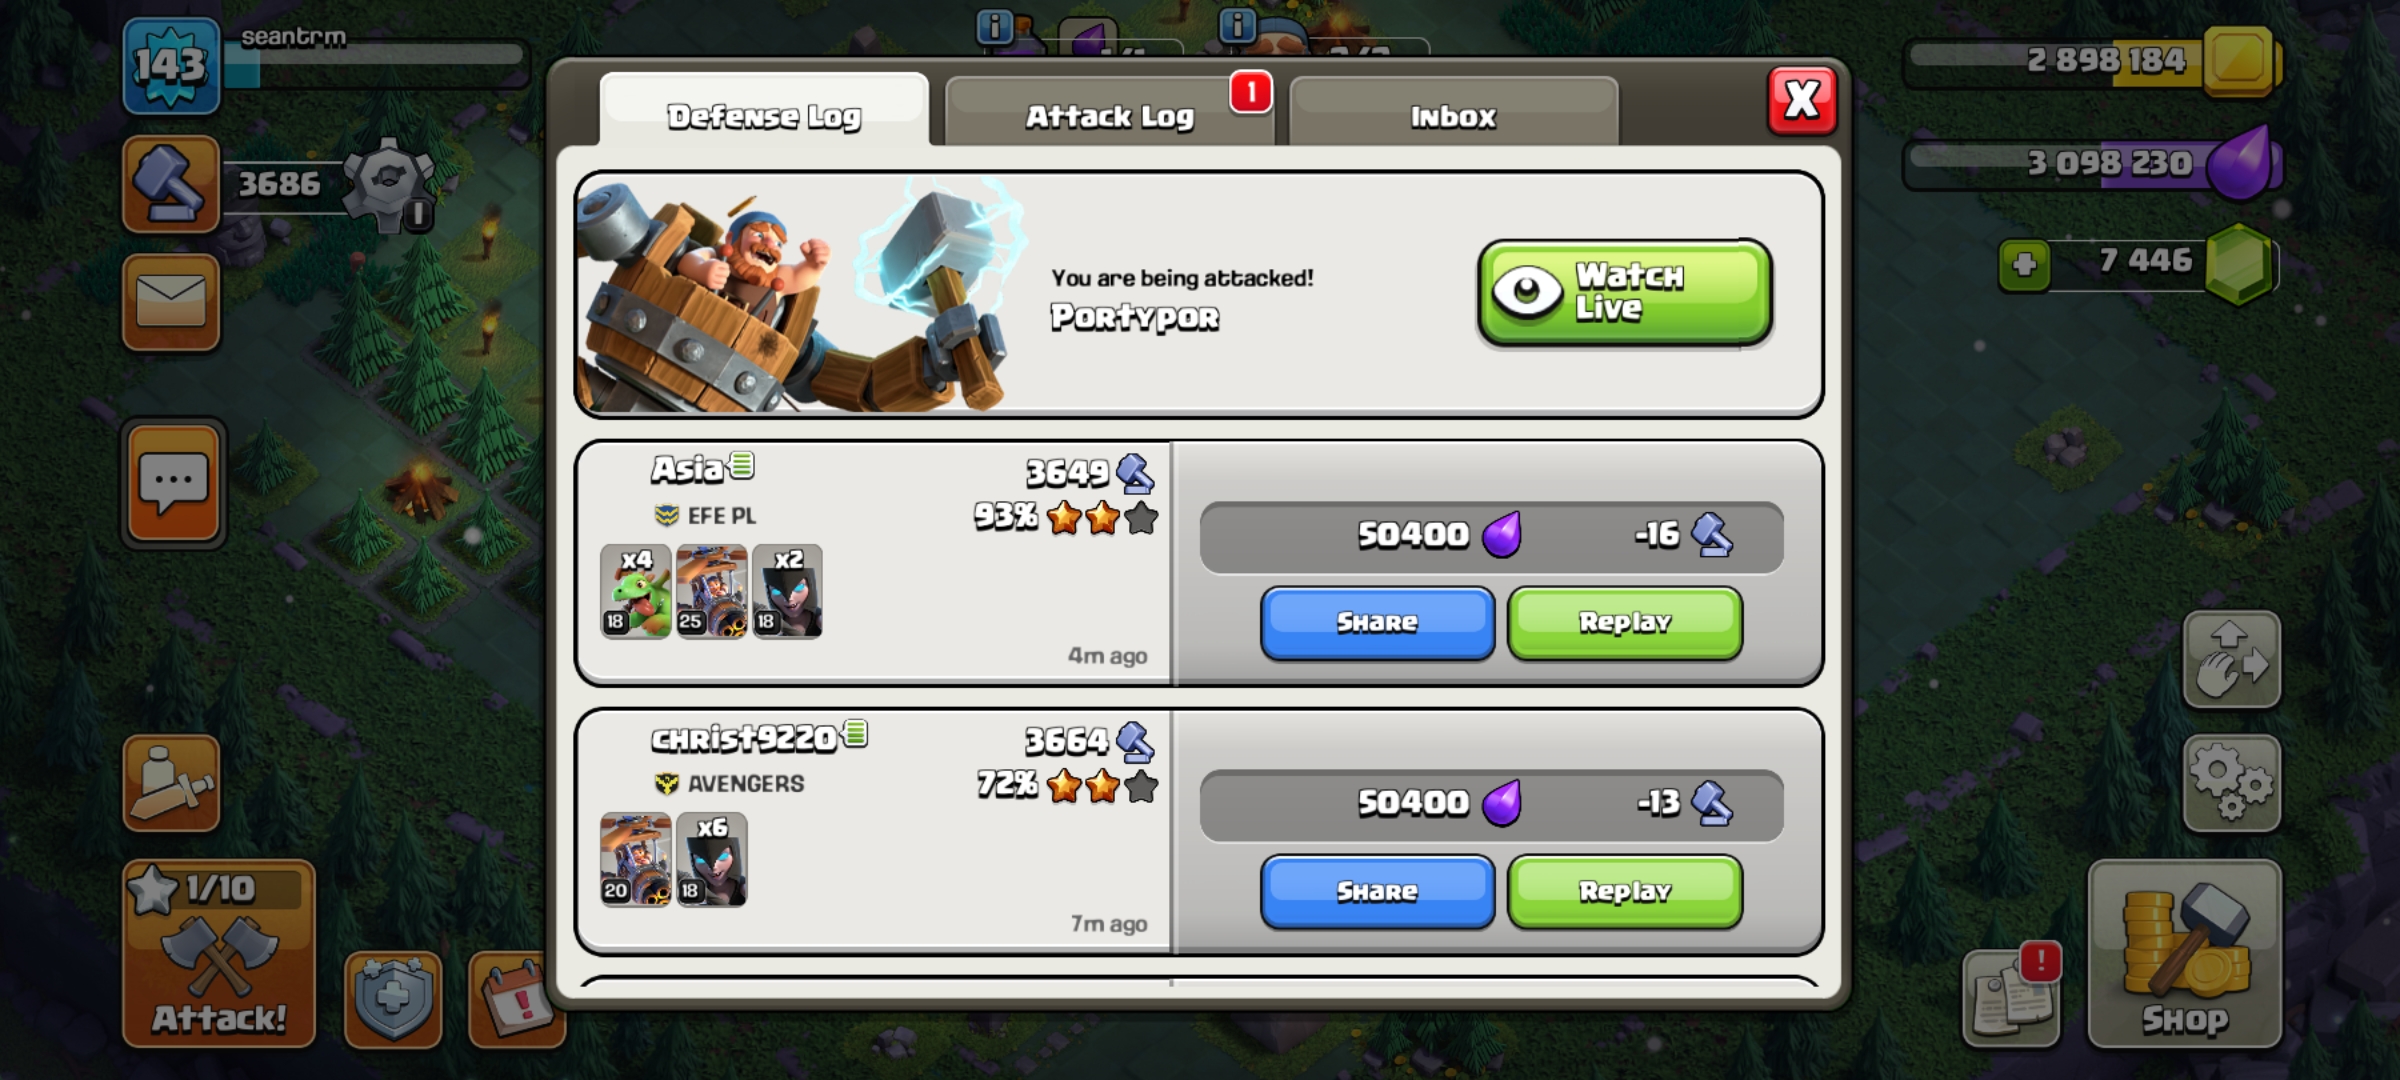 seantrm
143
3686
2 898 184
3 098 230
7 446
Defense Log
Attack Log
1
Inbox
X
You are being attacked!
Portypor
Watch
Live
Asia
3649
EFE PL
93%
x4
18
25
x2
18
4m ago
50400
-16
Share
Replay
christ9220
3664
AVENGERS
72%
20
x6
18
7m ago
50400
-13
Share
Replay
1/10
Attack!
Shop